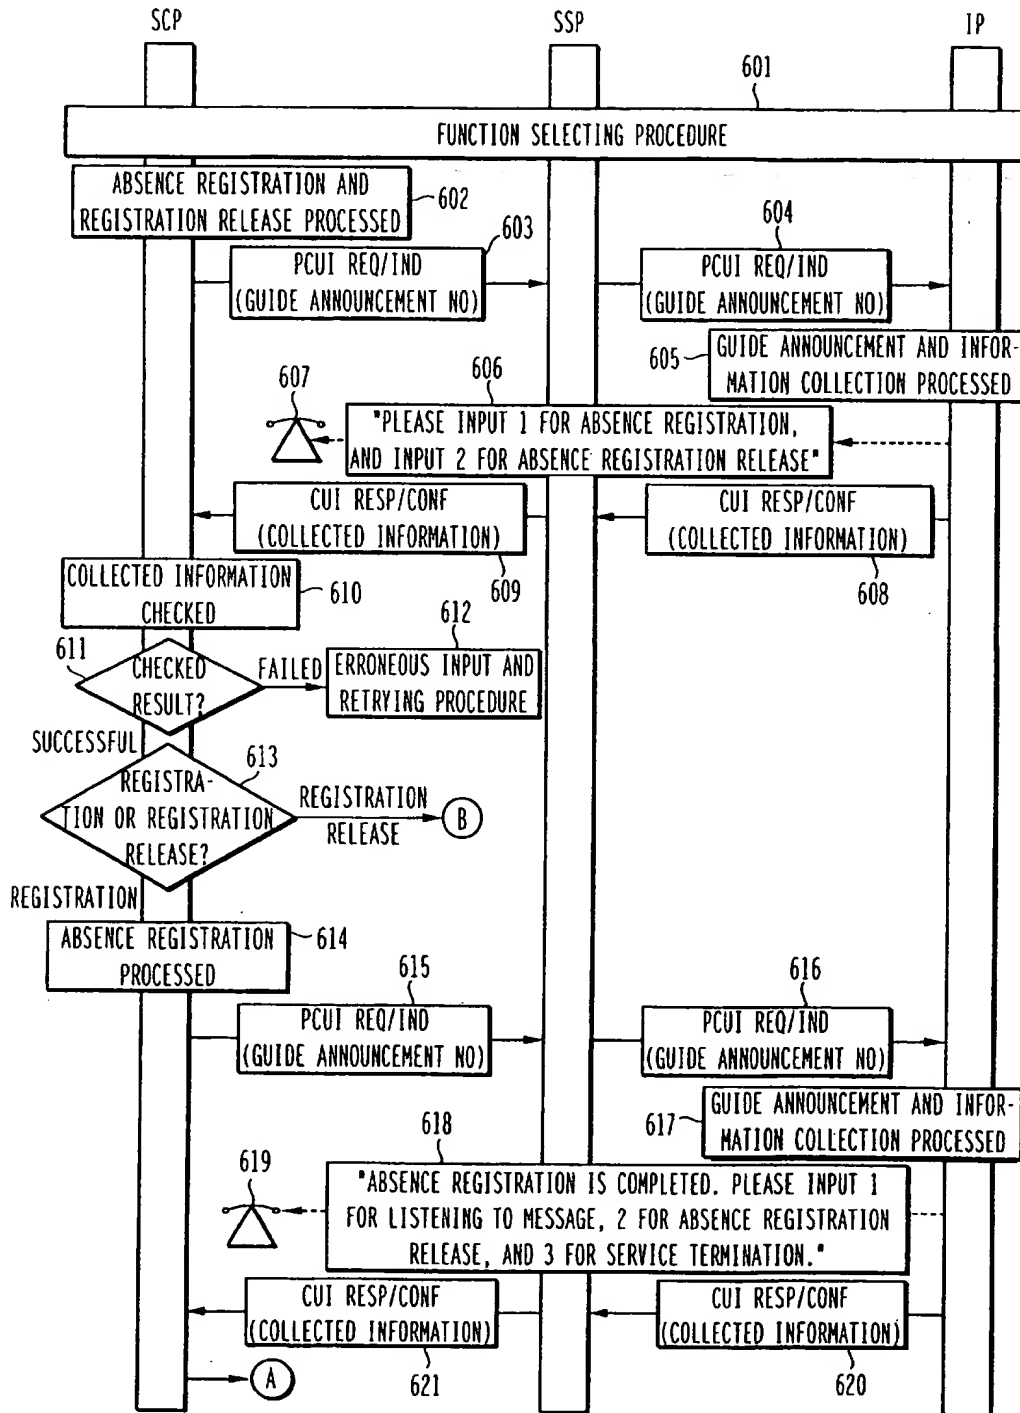 SCP
SSP
IP
601
FUNCTION SELECTING PROCEDURE
ABSENCE REGISTRATION AND
REGISTRATION RELEASE PROCESSED
602
603
PCUI REQ/IND
(GUIDE ANNOUNCEMENT NO)
604
PCUI REQ/IND
(GUIDE ANNOUNCEMENT NO)
605
GUIDE ANNOUNCEMENT AND INFOR-
MATION COLLECTION PROCESSED
606
607
"PLEASE INPUT 1 FOR ABSENCE REGISTRATION,
AND INPUT 2 FOR ABSENCE REGISTRATION RELEASE"
CUI RESP/CONF
(COLLECTED INFORMATION)
609
CUI RESP/CONF
(COLLECTED INFORMATION)
608
COLLECTED INFORMATION
CHECKED
610
611
CHECKED
RESULT?
FAILED
612
ERRONEOUS INPUT AND
RETRYING PROCEDURE
SUCCESSFUL
613
REGISTRA-
TION OR REGISTRATION
RELEASE?
REGISTRATION
RELEASE
B
REGISTRATION
ABSENCE REGISTRATION
PROCESSED
614
615
PCUI REQ/IND
(GUIDE ANNOUNCEMENT NO)
616
PCUI REQ/IND
(GUIDE ANNOUNCEMENT NO)
617
GUIDE ANNOUNCEMENT AND INFOR-
MATION COLLECTION PROCESSED
618
619
"ABSENCE REGISTRATION IS COMPLETED. PLEASE INPUT 1
FOR LISTENING TO MESSAGE, 2 FOR ABSENCE REGISTRATION
RELEASE, AND 3 FOR SERVICE TERMINATION."
CUI RESP/CONF
(COLLECTED INFORMATION)
621
CUI RESP/CONF
(COLLECTED INFORMATION)
620
A